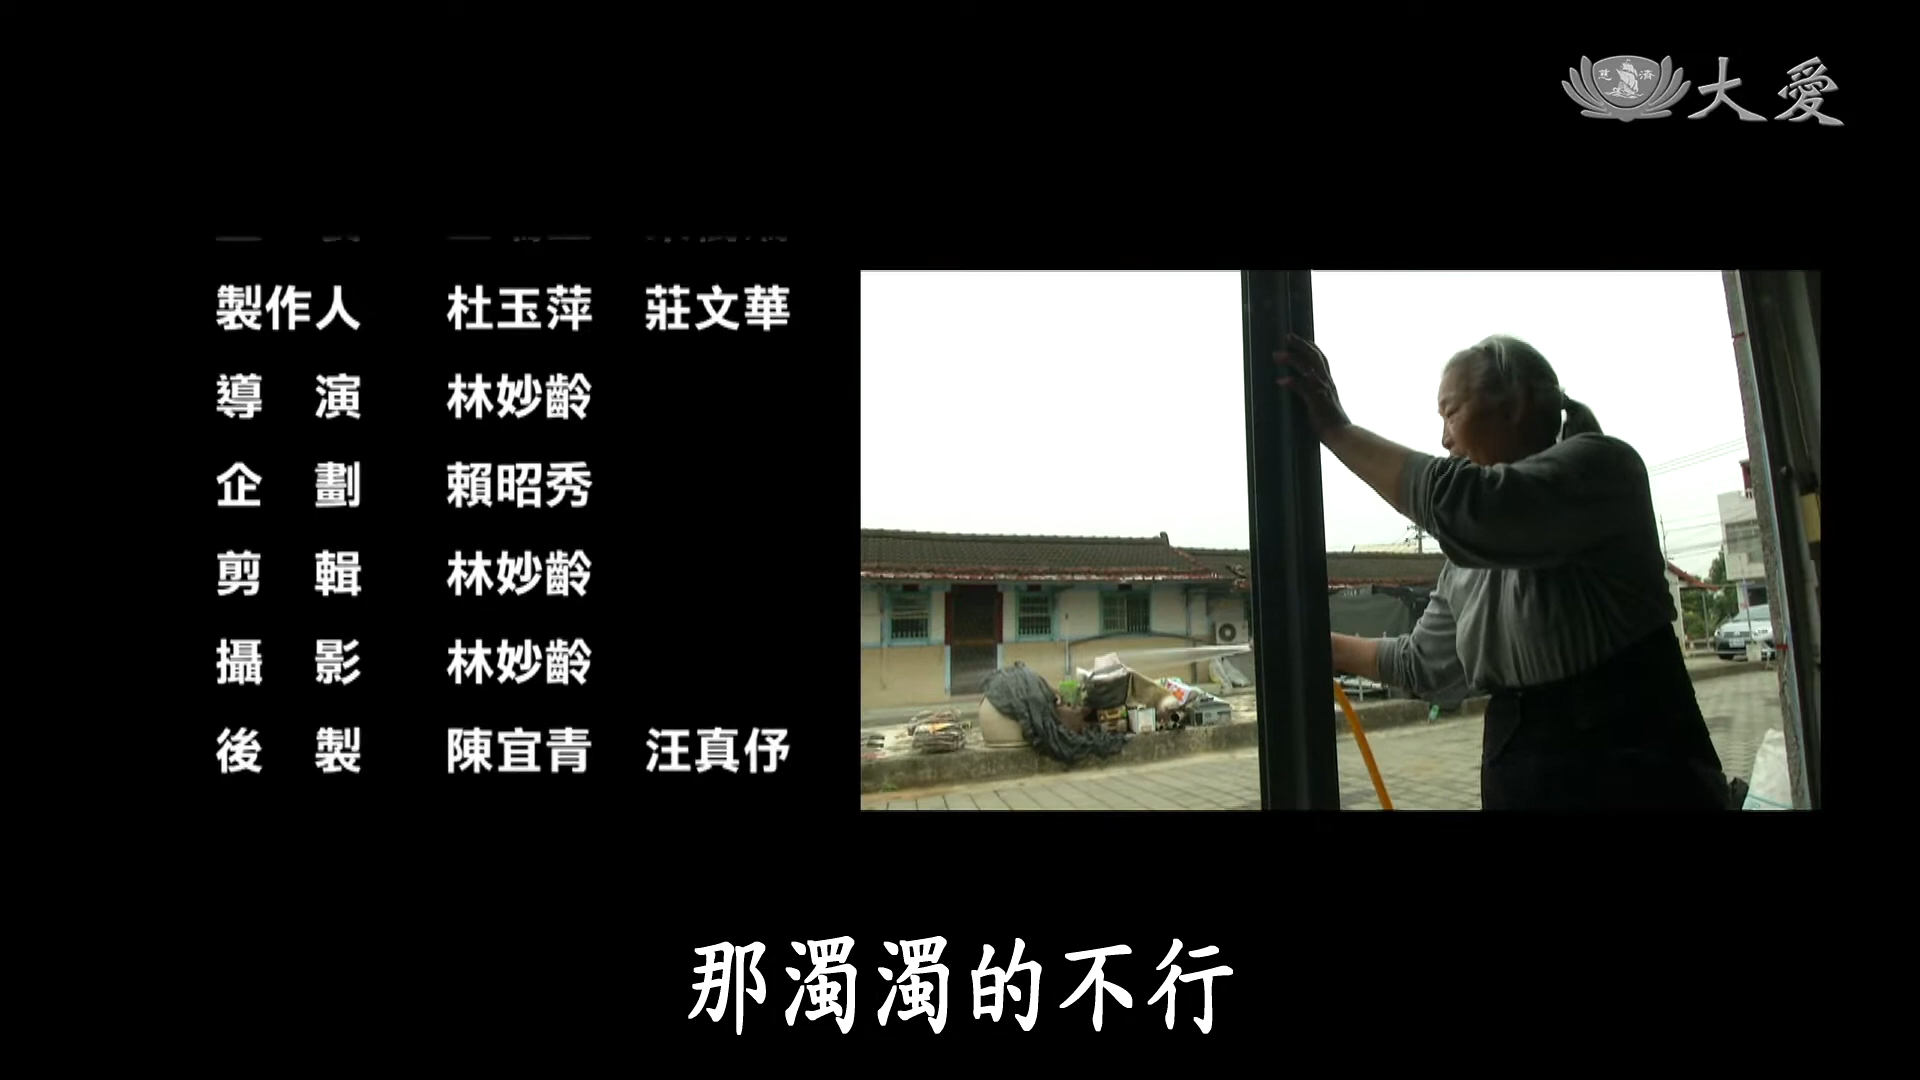 慈濟
大愛
製作人 杜玉萍 莊文華
導演 林妙齡
企劃 賴昭秀
剪輯 林妙齡
攝影 林妙齡
後製 陳宜青 汪真伃
那濁濁的不行